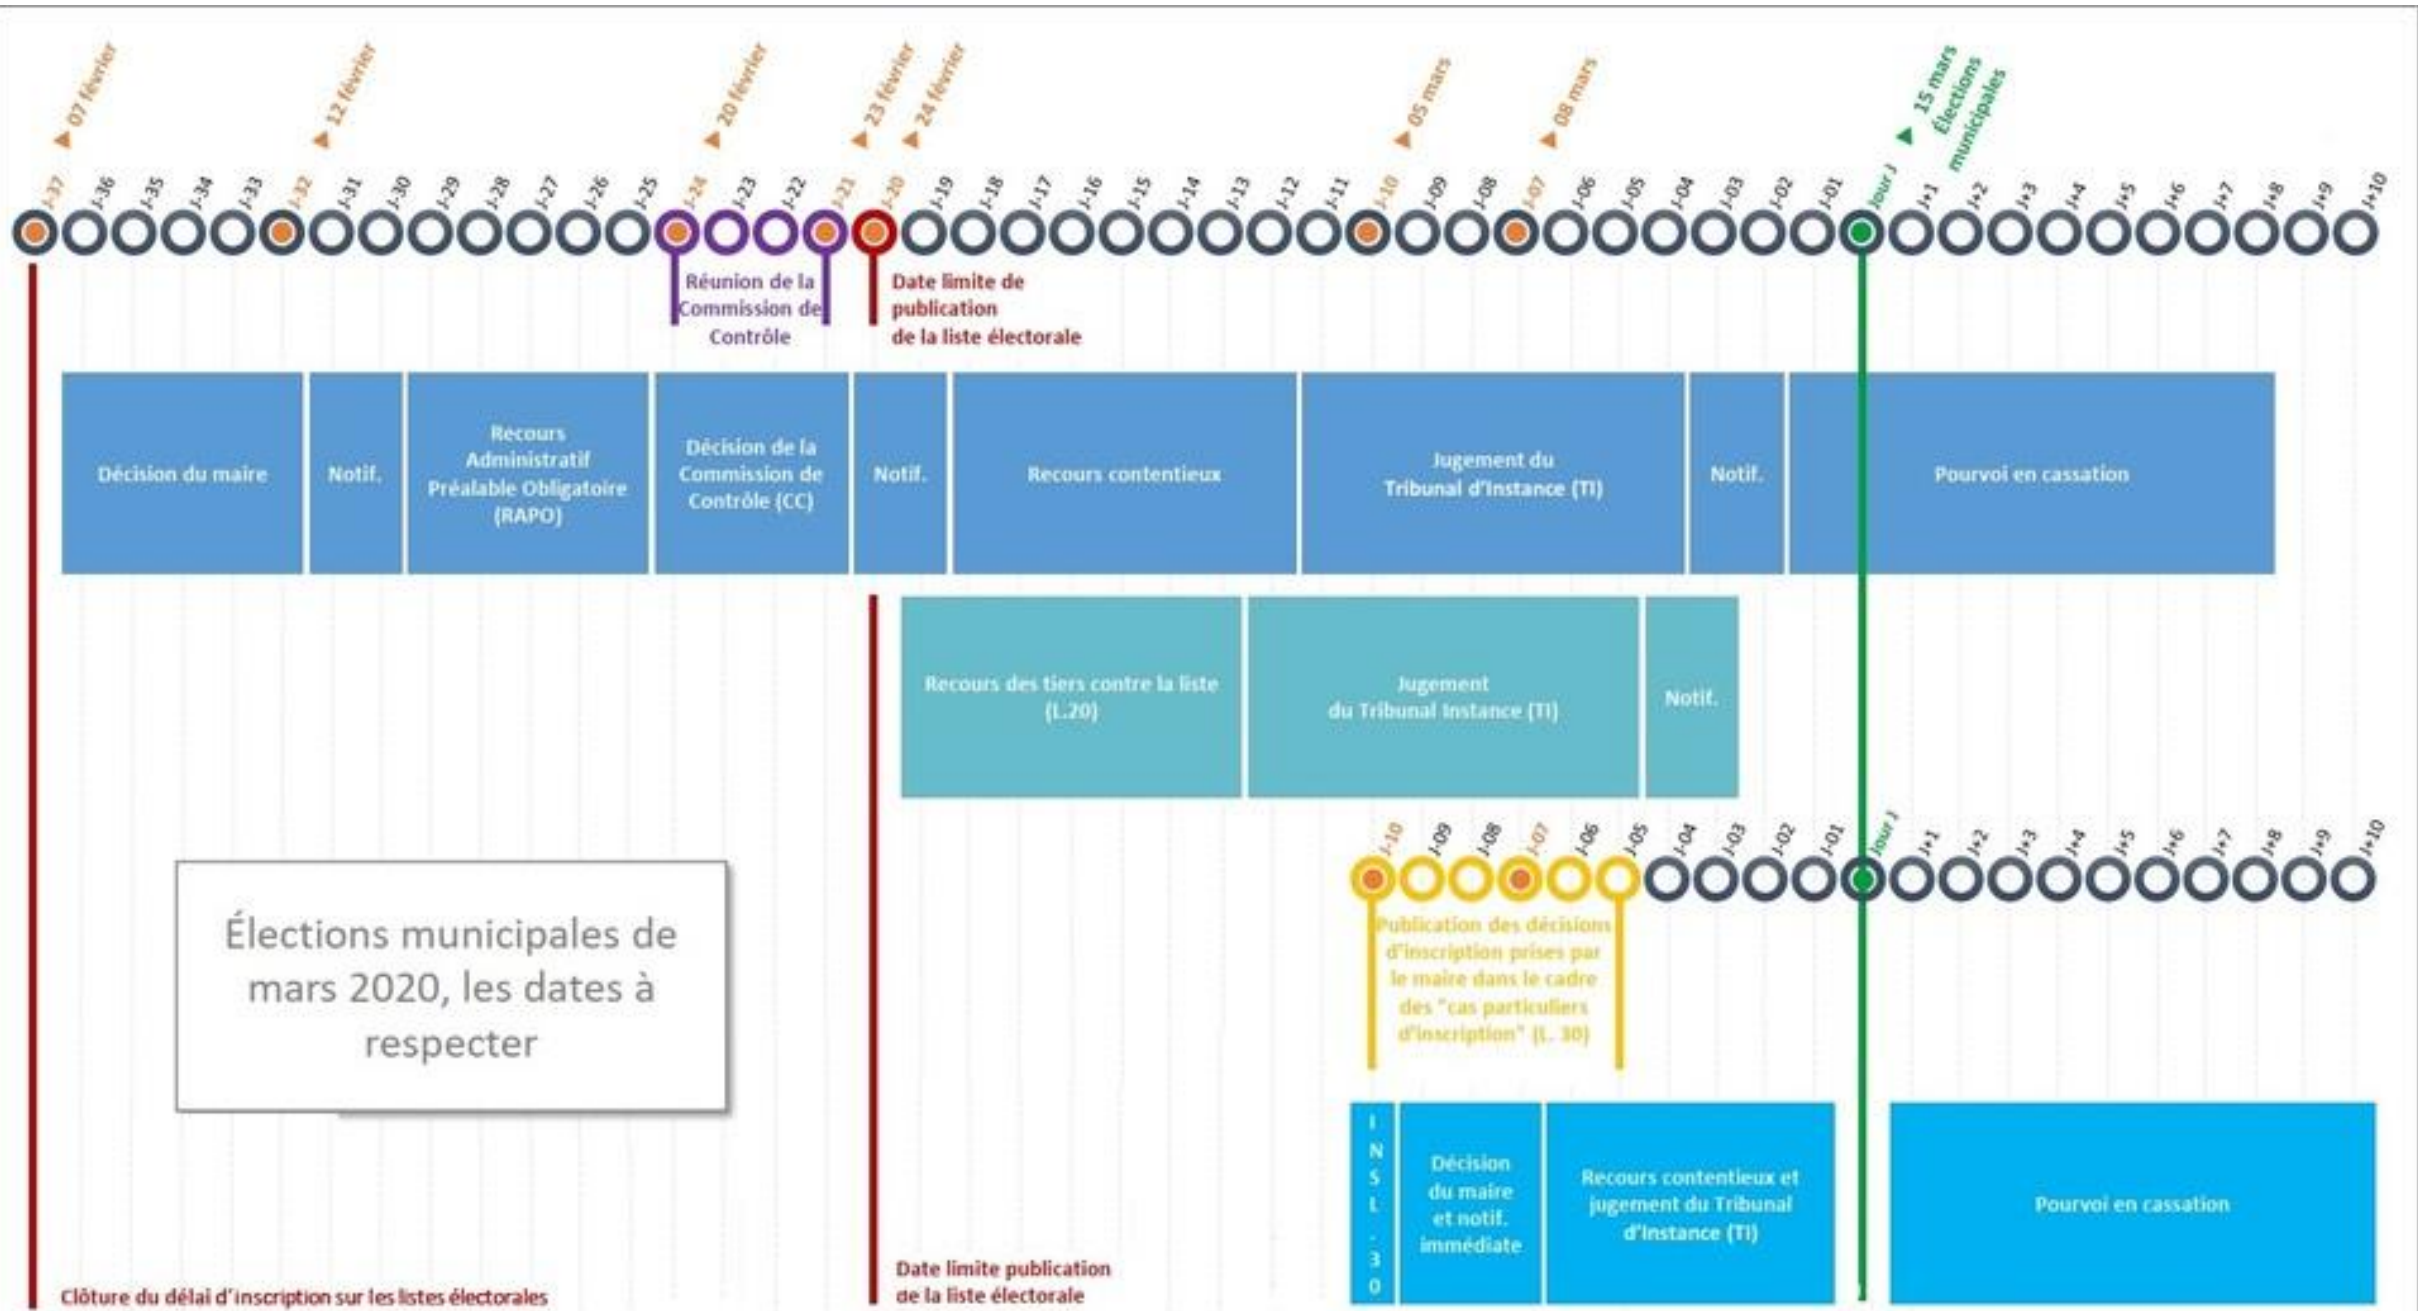 07 février
12 février
20 février
23 février
24 février
05 mars
08 mars
15 mars
Élections
municipales
J-37
J-36
J-35
J-34
J-33
J-32
J-31
J-30
J-29
J-28
J-27
J-26
J-25
J-24
J-23
J-22
J-21
J-20
J-19
J-18
J-17
J-16
J-15
J-14
J-13
J-12
J-11
J-10
J-09
J-08
J-07
J-06
J-05
J-04
J-03
J-02
J-01
Jour J
J+1
J+2
J+3
J+4
J+5
J+6
J+7
J+8
J+9
J+10
Réunion de la
Commission de
Contrôle
Date limite de
publication
de la liste électorale
Décision du maire
Notif.
Recours
Administratif
Préalable Obligatoire
(RAPO)
Décision de la
Commission de
Contrôle (CC)
Notif.
Recours contentieux
Jugement du
Tribunal d'Instance (TI)
Notif.
Pourvoi en cassation
Recours des tiers contre la liste
(L.20)
Jugement
du Tribunal Instance (TI)
Notif.
J-10
J-09
J-08
J-07
J-06
J-05
J-04
J-03
J-02
J-01
Jour J
J+1
J+2
J+3
J+4
J+5
J+6
J+7
J+8
J+9
J+10
Élections municipales de
mars 2020, les dates à
respecter
Publication des décisions
d'inscription prises par
le maire dans le cadre
des "cas particuliers
d'inscription" (L. 30)
I
N
S
L
.
3
0
Décision
du maire
et notif.
immédiate
Recours contentieux et
jugement du Tribunal
d'Instance (TI)
Pourvoi en cassation
Clôture du délai d'inscription sur les listes électorales
Date limite publication
de la liste électorale